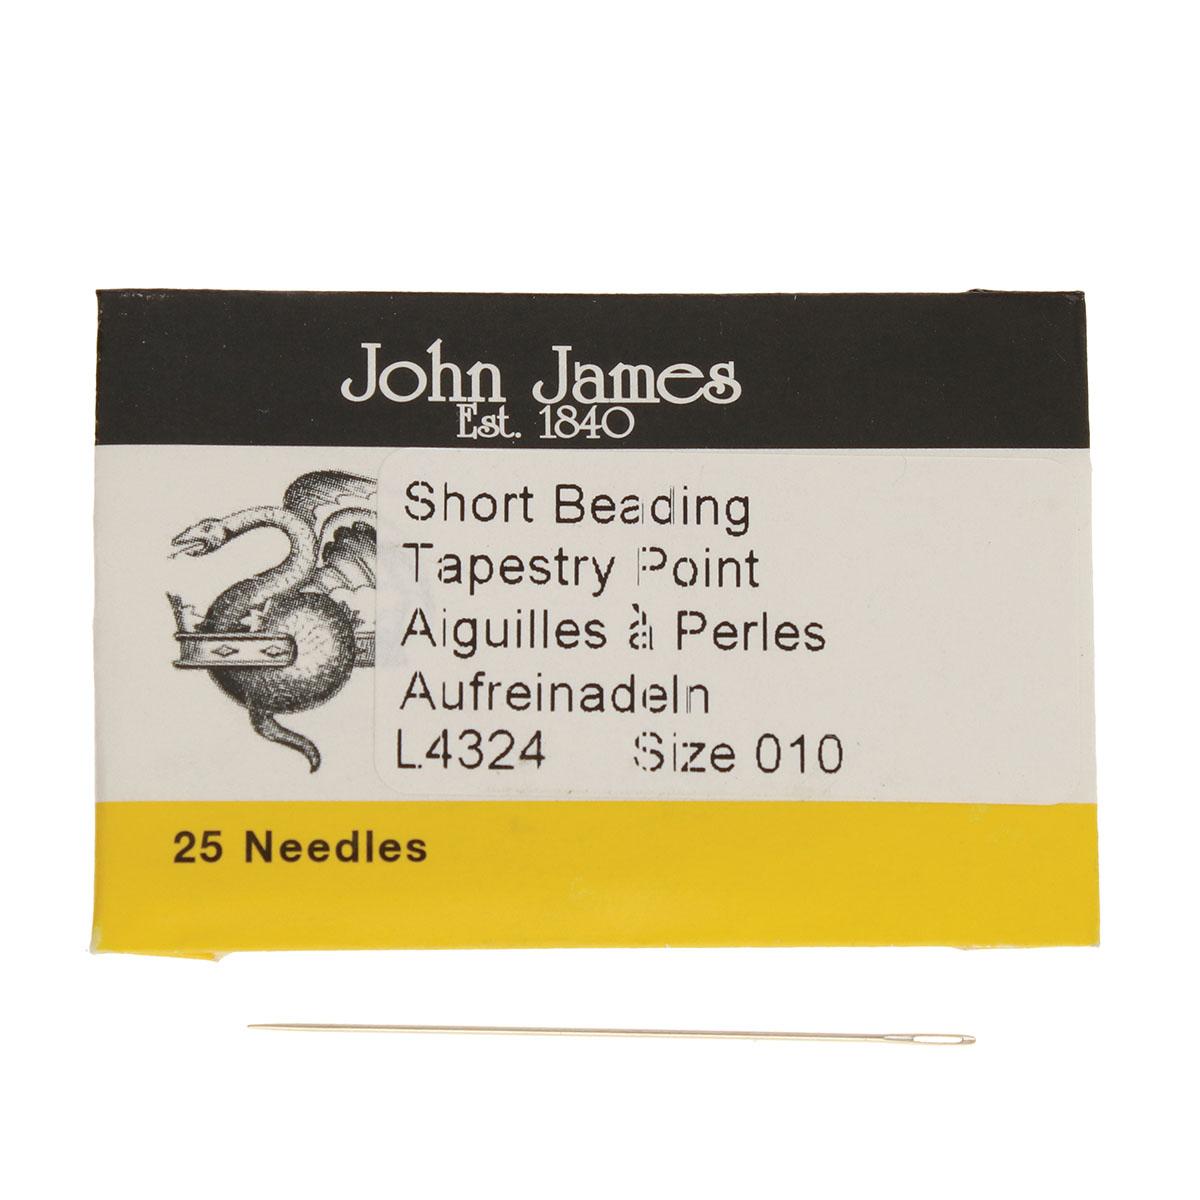 John James
Est. 1840
Short Beading
Tapestry Point
Aiguilles à Perles
Aufreinadeln
L4324 Size 010
25 Needles